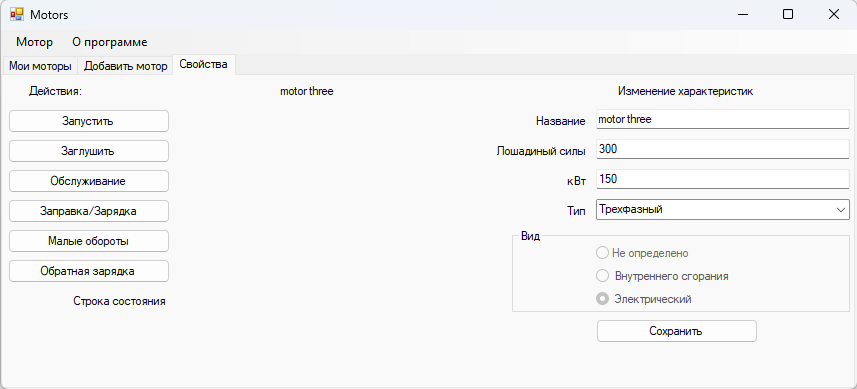 Motors
Мотор О программе
Мои моторы Добавить мотор Свойства
Действия: motor three Изменение характеристик
Запустить Название motor three
Заглушить Лошадиный силы 300
Обслуживание кВт 150
Заправка/Зарядка Тип Трехфазный
Малые обороты Вид
Не определено
Обратная зарядка Внутреннего сгорания
Строка состояния Электрический
Сохранить